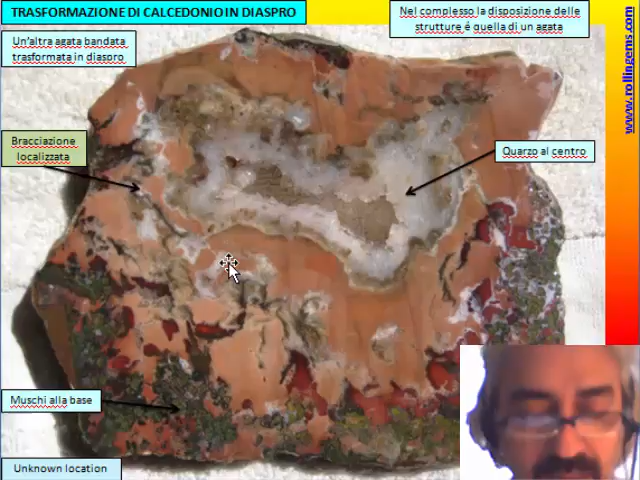 TRASFORMAZIONE DI CALCEDONIO IN DIASPRO
Nel complesso la disposizione delle
strutture é quella di un agata
Un'altra agata bandata
trasformata in diasoro
Bracciazione
localizzata
Quarzo al centro
Muschi alla base
Unknown location
www.rollingems.com